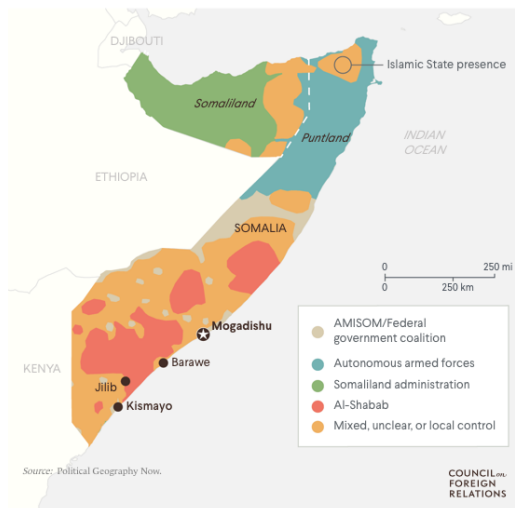 DJIBOUTI
Islamic State presence
Somaliland
Puntland
INDIAN
OCEAN
ETHIOPIA
SOMALIA
0
250 mi
0
250 km
Mogadishu
AMISOM/Federal
government coalition
Autonomous armed forces
Somaliland administration
Al-Shabab
Mixed, unclear, or local control
KENYA
Barawe
Jilib
Kismayo
Source: Political Geography Now.
COUNCIL on
FOREIGN
RELATIONS